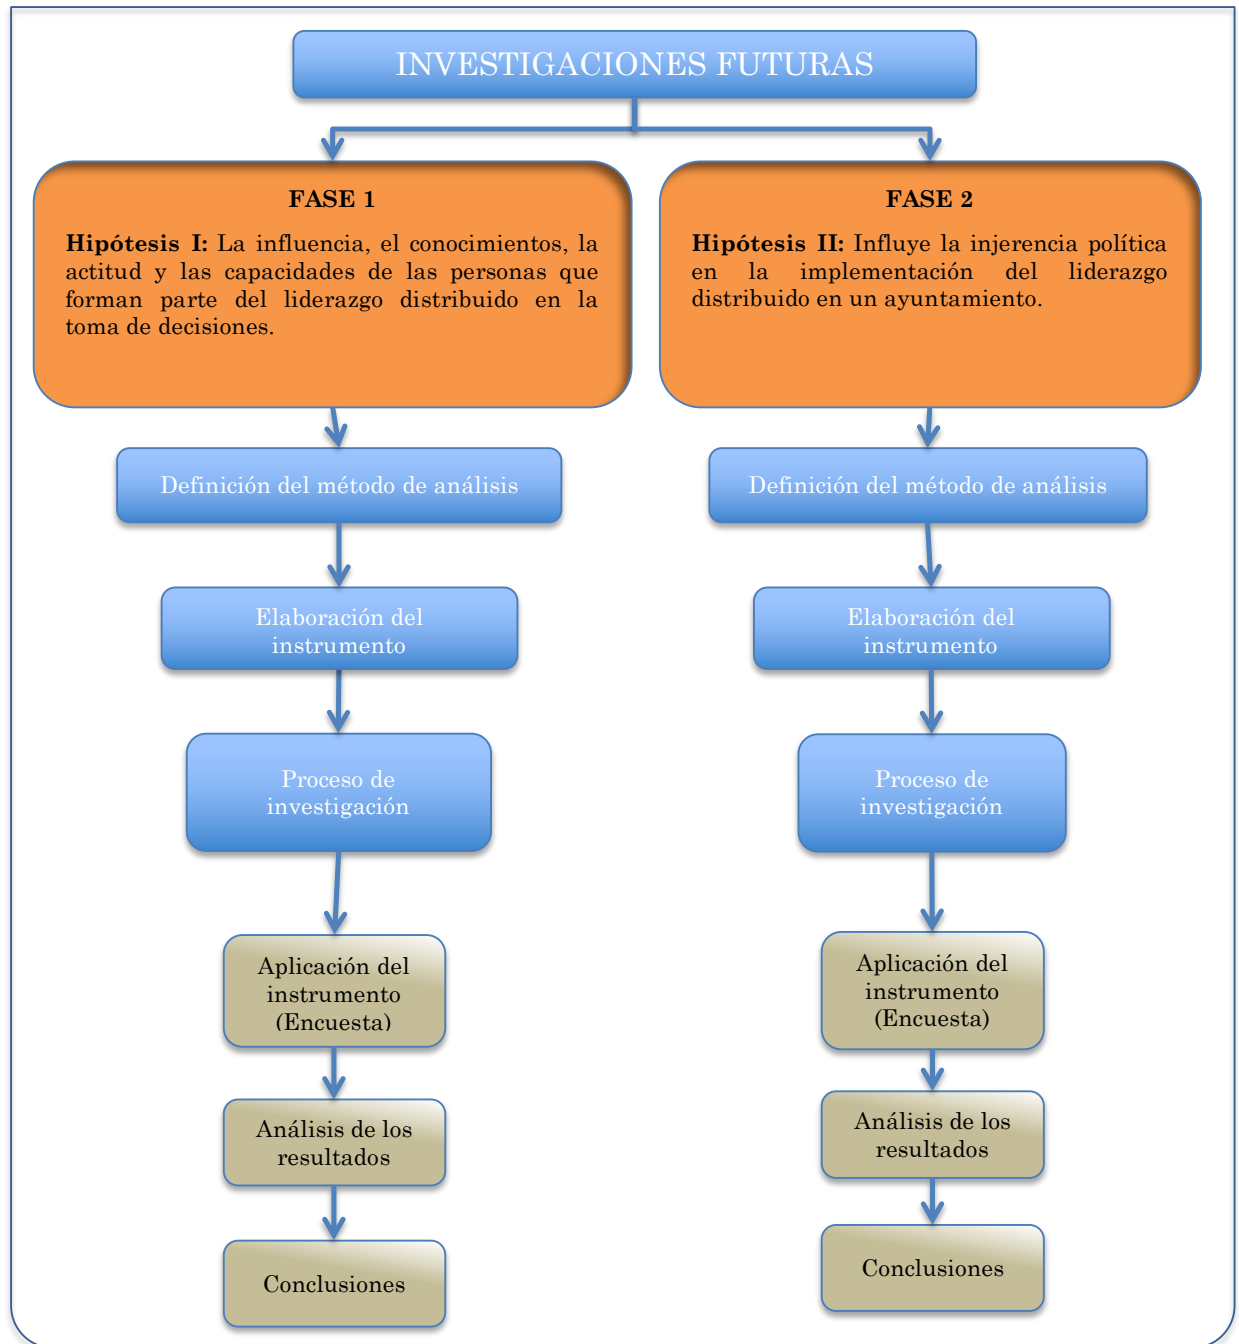 INVESTIGACIONES FUTURAS
FASE 1
Hipótesis I: La influencia, el conocimientos, la
actitud y las capacidades de las personas que
forman parte del liderazgo distribuido en la
toma de decisiones.
Definición del método de análisis
Elaboración del
instrumento
Proceso de
investigación
Aplicación del
instrumento
(Encuesta)
Análisis de los
resultados
Conclusiones
FASE 2
Hipótesis II: Influye la injerencia política
en la implementación del liderazgo
distribuido en un ayuntamiento.
Definición del método de análisis
Elaboración del
instrumento
Proceso de
investigación
Aplicación del
instrumento
(Encuesta)
Análisis de los
resultados
Conclusiones